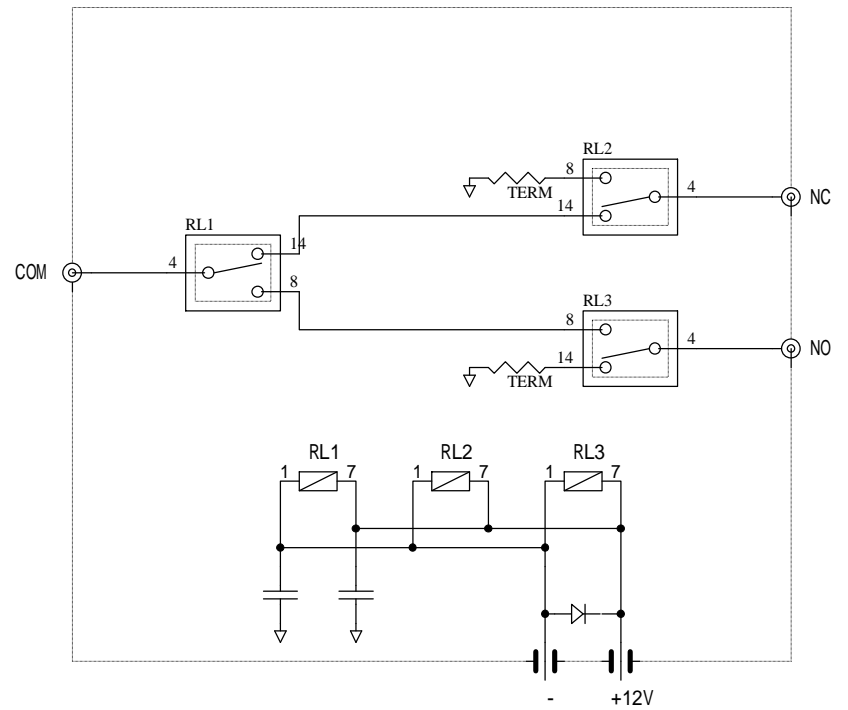 RL2
8
TERM
4
NC
14
RL1
14
4
COM
8
RL3
8
4
NO
14
TERM
RL1
RL2
RL3
1 7 1 7 1 7
- +12V